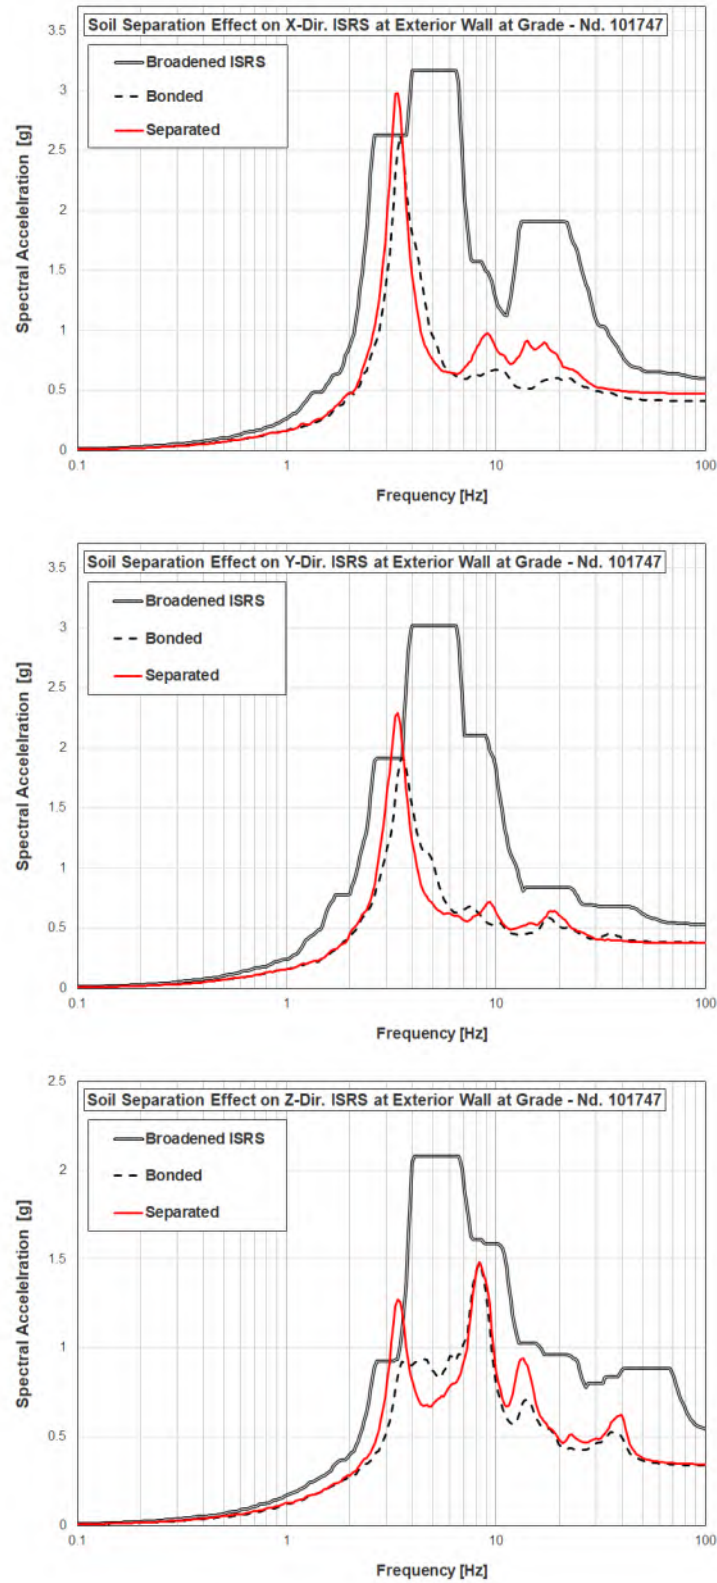 Soil Separation Effect on X-Dir. ISRS at Exterior Wall at Grade - Nd. 101747
Broadened ISRS
Bonded
Separated
Spectral Accelelration [g]
3.5
3
2.5
2
1.5
1
0.5
0
0.1
1
10
100
Frequency [Hz]
Soil Separation Effect on Y-Dir. ISRS at Exterior Wall at Grade - Nd. 101747
Broadened ISRS
Bonded
Separated
Spectral Accelelration [g]
3.5
3
2.5
2
1.5
1
0.5
0
0.1
1
10
100
Frequency [Hz]
Soil Separation Effect on Z-Dir. ISRS at Exterior Wall at Grade - Nd. 101747
Broadened ISRS
Bonded
Separated
Spectral Accelelration [g]
2.5
2
1.5
1
0.5
0
0.1
1
10
100
Frequency [Hz]